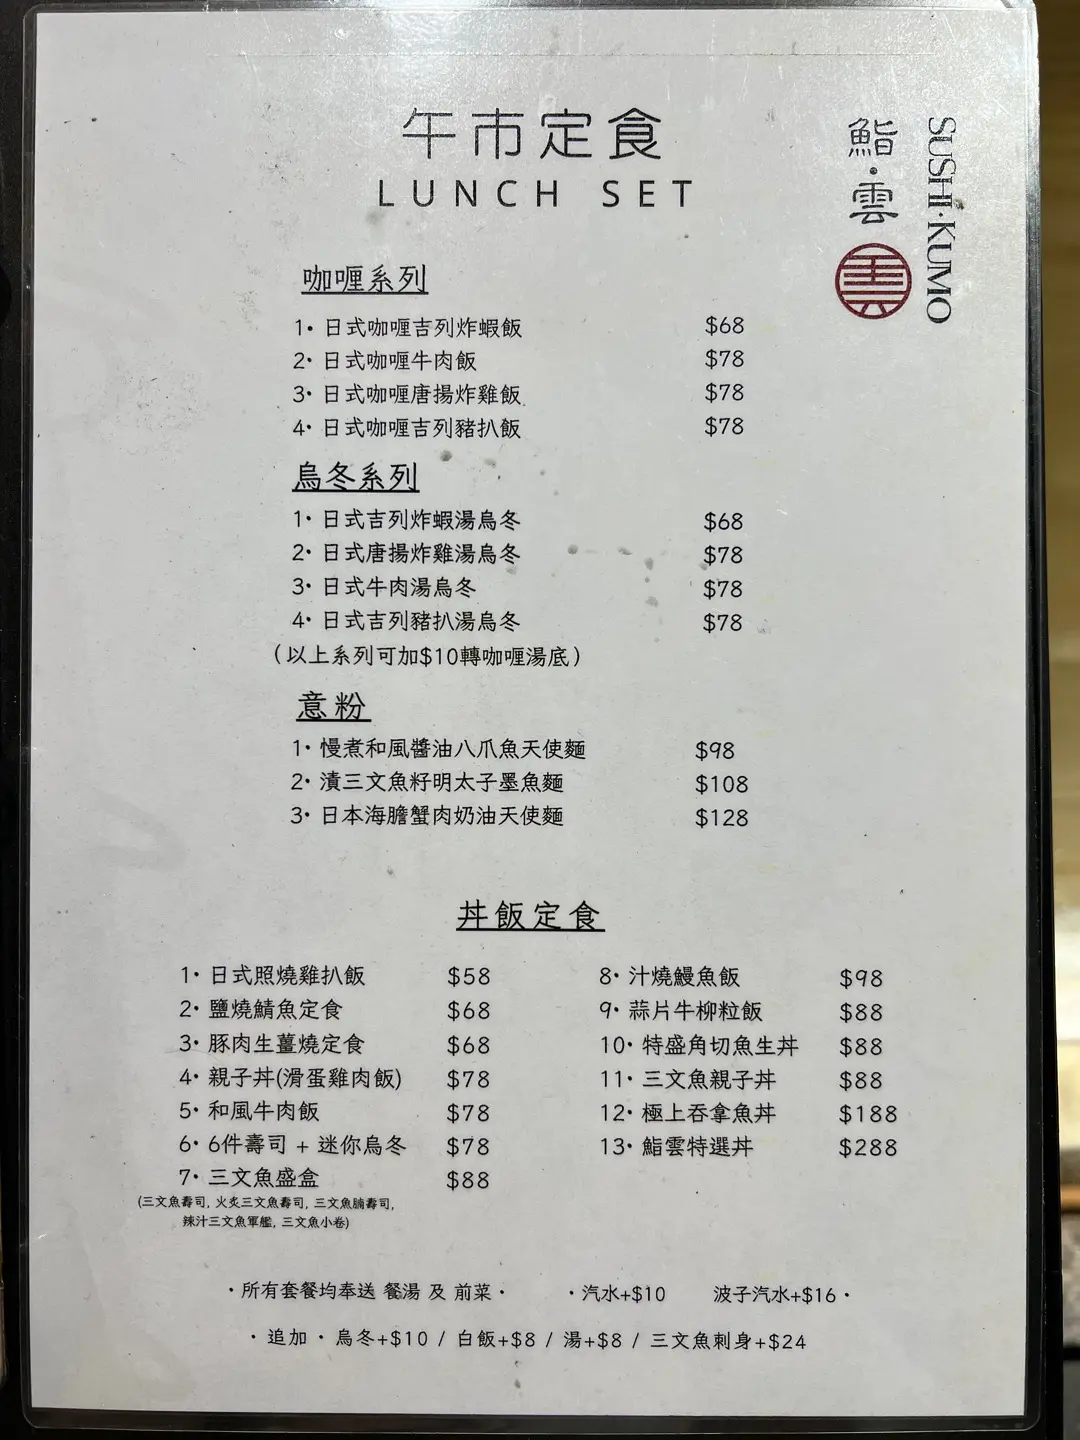 午市定食
LUNCH SET
鮨·雲
SUSHI·KUMO
咖喱系列
1· 日式咖喱吉列炸蝦飯 $68
2· 日式咖喱牛肉飯 $78
3· 日式咖喱唐揚炸雞飯 $78
4· 日式咖喱吉列豬扒飯 $78
烏冬系列
1· 日式吉列炸蝦湯烏冬 $68
2· 日式唐揚炸雞湯烏冬 $78
3· 日式牛肉湯烏冬 $78
4· 日式吉列豬扒湯烏冬 $78
（以上系列可加$10轉咖喱湯底）
意粉
1· 慢煮和風醬油八爪魚天使麵 $98
2· 漬三文魚籽明太子墨魚麵 $108
3· 日本海膽蟹肉奶油天使麵 $128
丼飯定食
1· 日式照燒雞扒飯 $58
2· 鹽燒鯖魚定食 $68
3· 豚肉生薑燒定食 $68
4· 親子丼(滑蛋雞肉飯) $78
5· 和風牛肉飯 $78
6· 6件壽司 + 迷你烏冬 $78
7· 三文魚盛盒 $88
(三文魚壽司, 火炙三文魚壽司, 三文魚腩壽司,
辣汁三文魚軍艦, 三文魚小卷)
8· 汁燒鰻魚飯 $98
9· 蒜片牛柳粒飯 $88
10· 特盛角切魚生丼 $88
11· 三文魚親子丼 $88
12· 極上吞拿魚丼 $188
13· 鮨雲特選丼 $288
·所有套餐均奉送 餐湯 及 前菜· ·汽水+$10 波子汽水+$16·
· 追加 · 烏冬+$10 / 白飯+$8 / 湯+$8 / 三文魚刺身+$24